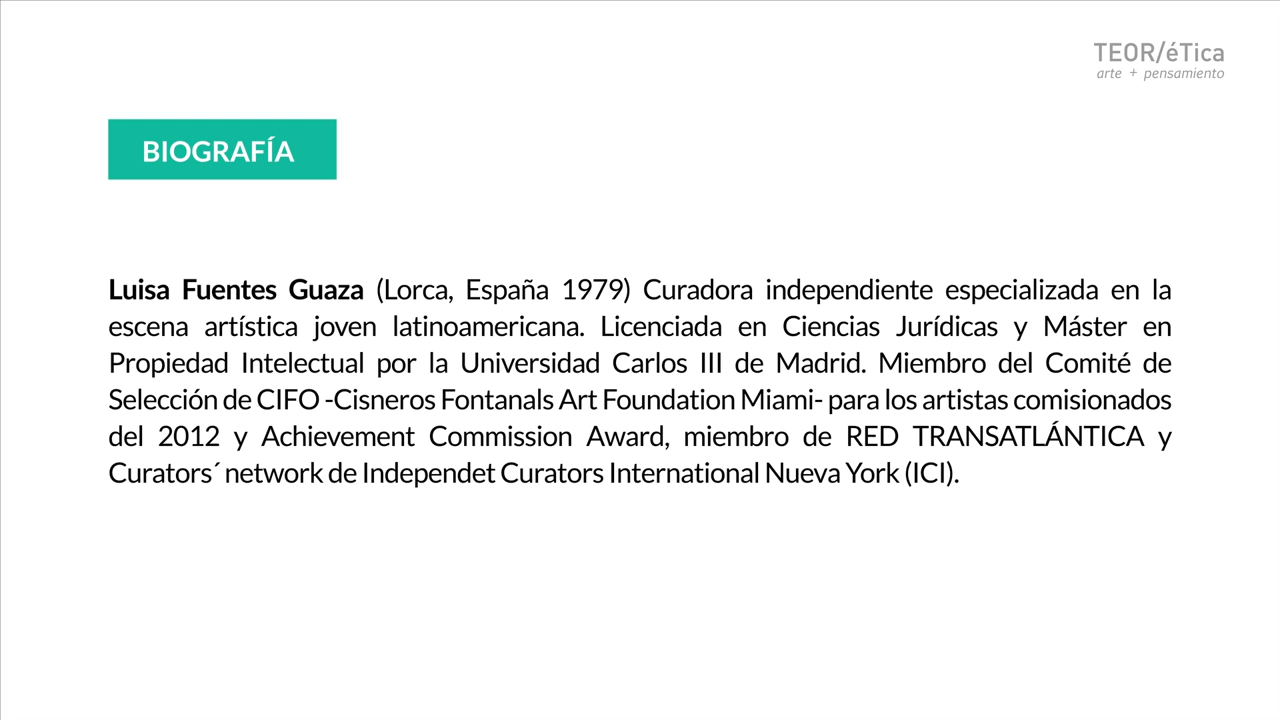 TEOR/éTica
arte + pensamiento
BIOGRAFÍA
Luisa Fuentes Guaza (Lorca, España 1979) Curadora independiente especializada en la
escena artística joven latinoamericana. Licenciada en Ciencias Jurídicas y Máster en
Propiedad Intelectual por la Universidad Carlos III de Madrid. Miembro del Comité de
Selección de CIFO -Cisneros Fontanals Art Foundation Miami- para los artistas comisionados
del 2012 y Achievement Commission Award, miembro de RED TRANSATLÁNTICA y
Curators´ network de Independet Curators International Nueva York (ICI).